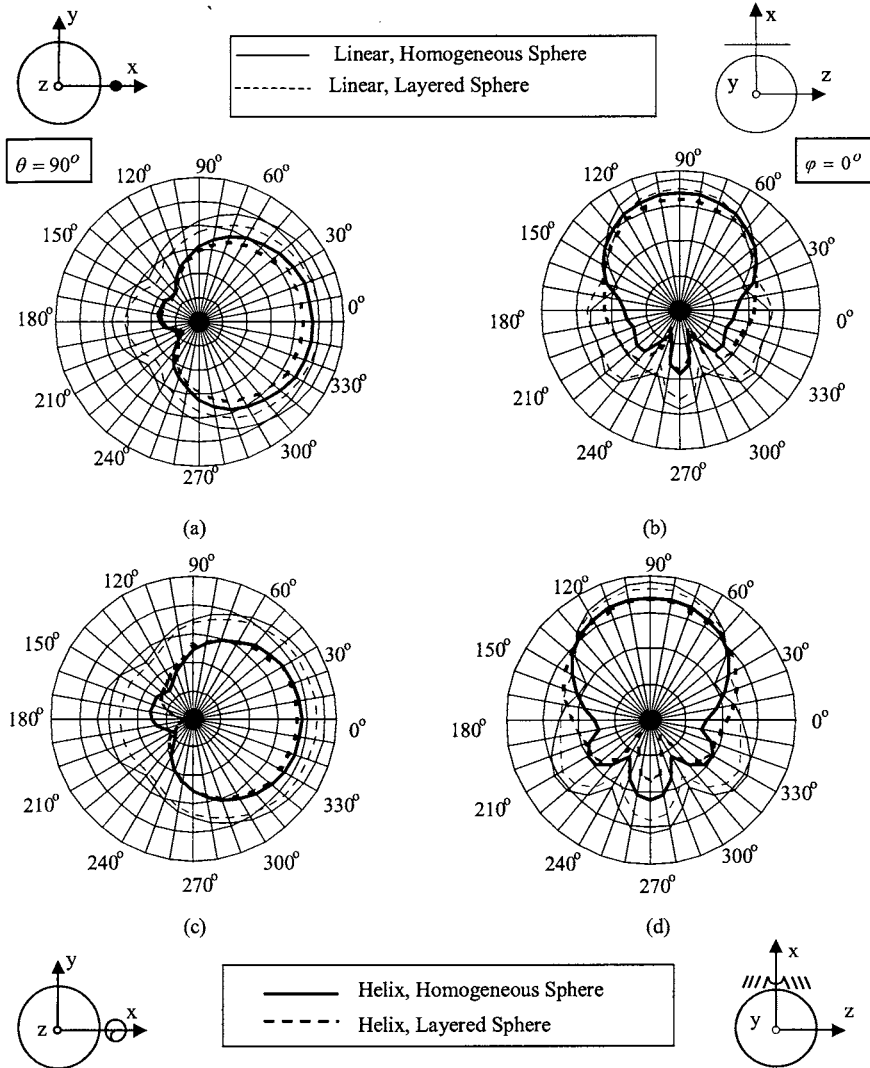 y
x
z
Linear, Homogeneous Sphere
Linear, Layered Sphere
x
y
z
θ = 90°
φ = 0°
90°
120°
60°
150°
30°
180°
0°
210°
330°
240°
300°
270°
(a)
90°
120°
60°
150°
30°
180°
0°
210°
330°
240°
300°
270°
(b)
90°
120°
60°
150°
30°
180°
0°
210°
330°
240°
300°
270°
(c)
90°
120°
60°
150°
30°
180°
0°
210°
330°
240°
300°
270°
(d)
y
z
x
Helix, Homogeneous Sphere
Helix, Layered Sphere
x
y
z